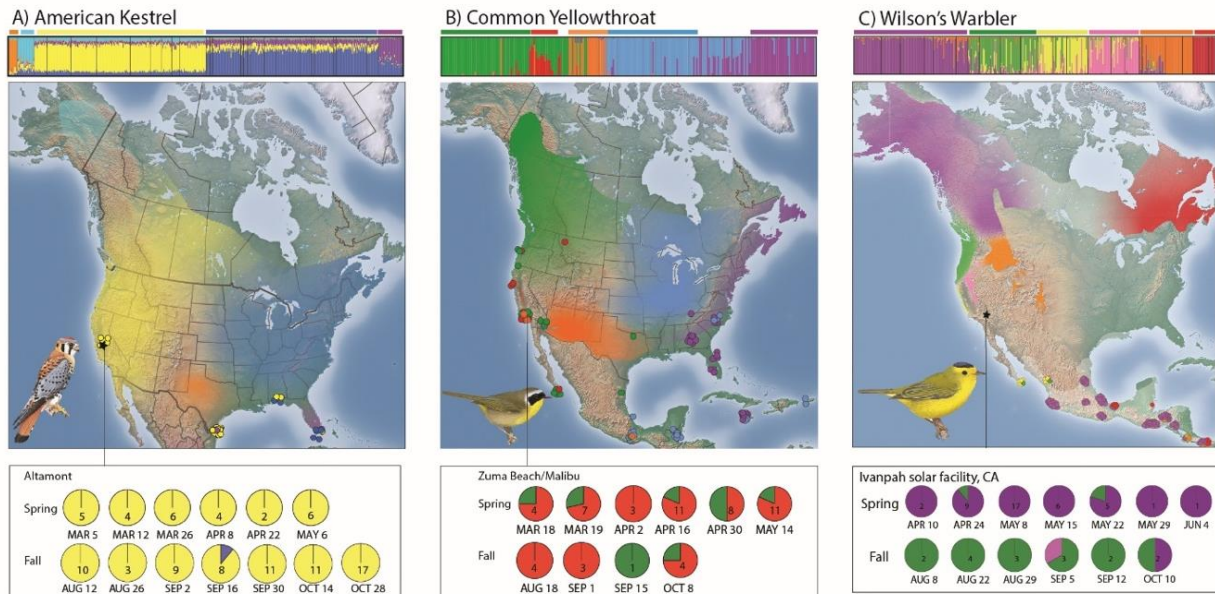 A) American Kestrel
B) Common Yellowthroat
C) Wilson's Warbler
Altamont
Spring
5 4 6 4 2 6
MAR 5 MAR 12 MAR 26 APR 8 APR 22 MAY 6
Fall
10 3 9 8 11 11 17
AUG 12 AUG 26 SEP 2 SEP 16 SEP 30 OCT 14 OCT 28
Zuma Beach/Malibu
Spring
4 7 3 11 8 11
MAR 18 MAR 19 APR 2 APR 16 APR 30 MAY 14
Fall
4 3 1 4
AUG 18 SEP 1 SEP 15 OCT 8
Ivanpah solar facility, CA
Spring
2 9 17 6 5 1 1
APR 10 APR 24 MAY 8 MAY 15 MAY 22 MAY 29 JUN 4
Fall
2 4 3 3 2 2
AUG 8 AUG 22 AUG 29 SEP 5 SEP 12 OCT 10